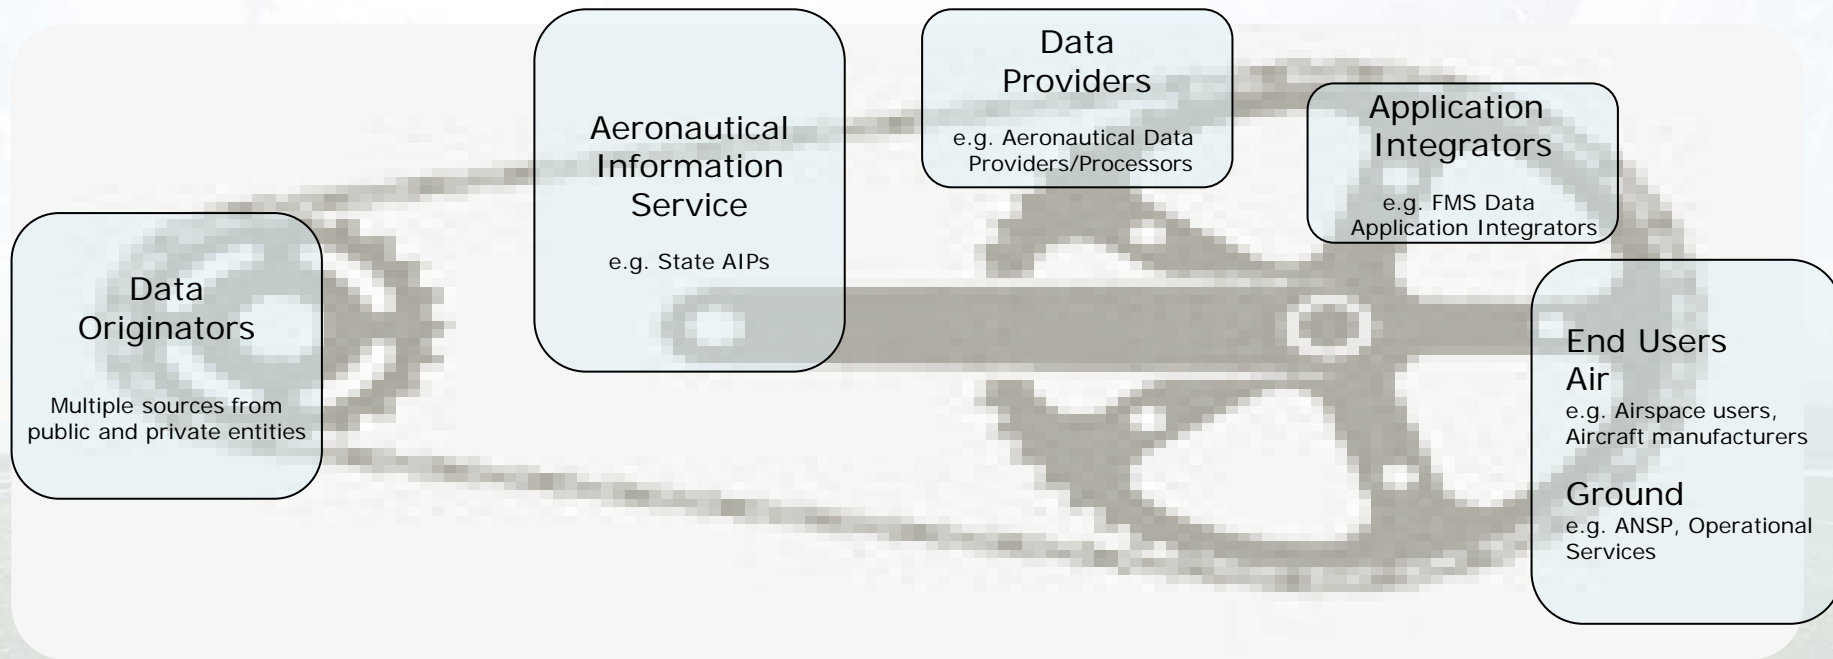 Data
Originators
Multiple sources from
public and private entities
Aeronautical
Information
Service
e.g. State AIPs
Data
Providers
e.g. Aeronautical Data
Providers/Processors
Application
Integrators
e.g. FMS Data
Application Integrators
End Users
Air
e.g. Airspace users,
Aircraft manufacturers
Ground
e.g. ANSP, Operational
Services